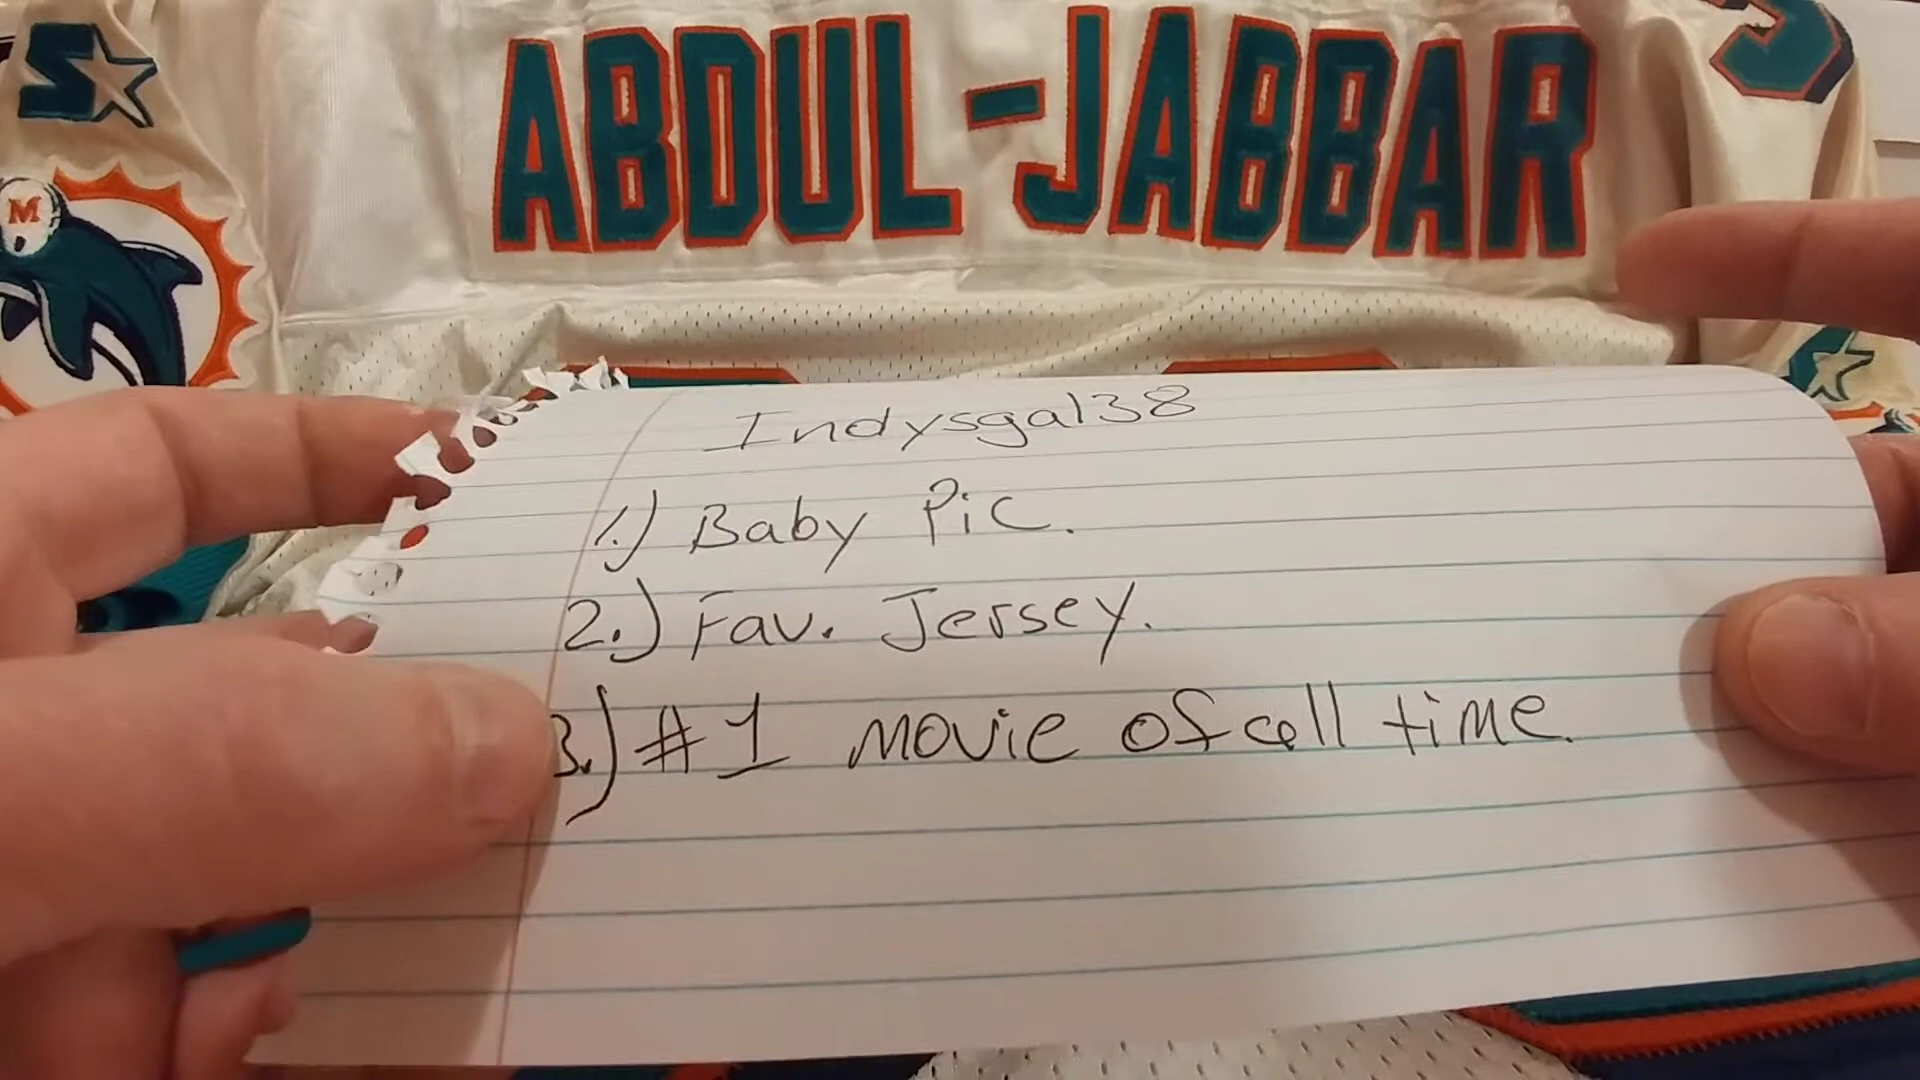 ABDUL-JABBAR
M
Indysgal38
1.) Baby Pic.
2.) Fav. Jersey.
3.) #1 movie of all time.